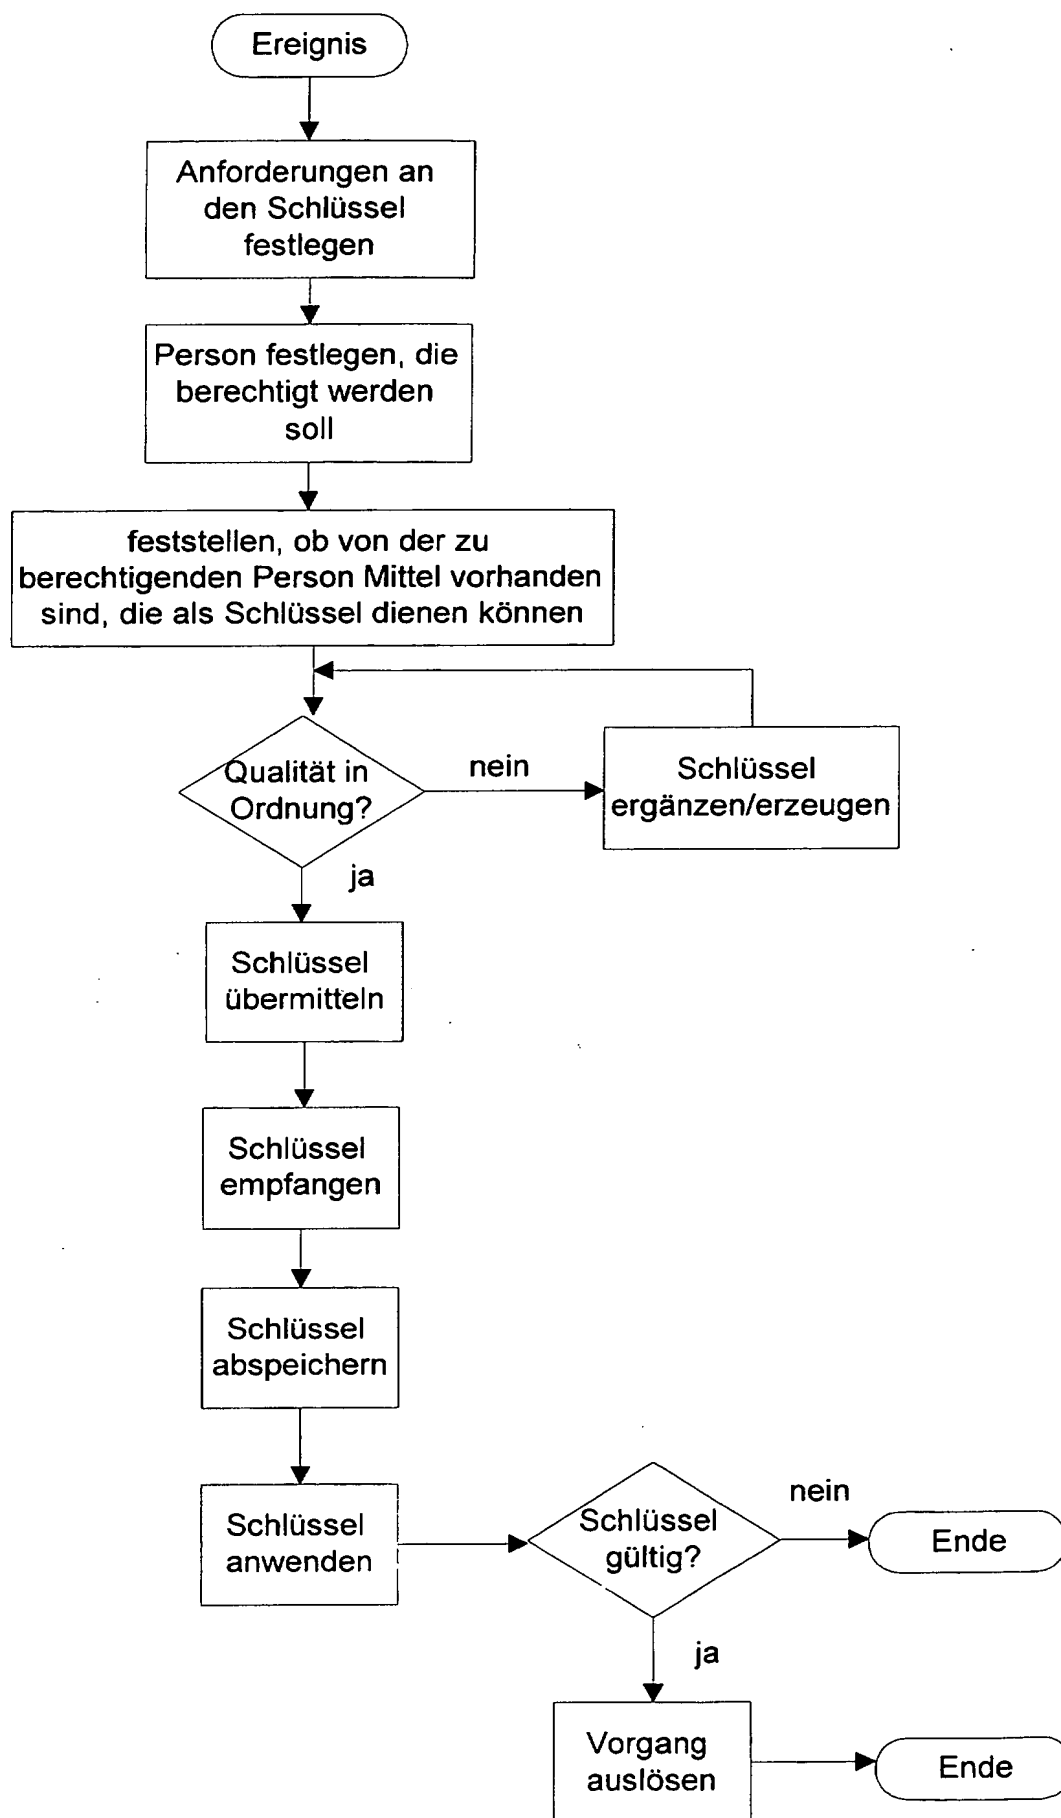 Ereignis
Anforderungen an
den Schlüssel
festlegen
Person festlegen, die
berechtigt werden
soll
feststellen, ob von der zu
berechtigenden Person Mittel vorhanden
sind, die als Schlüssel dienen können
Qualität in
Ordnung?
nein
Schlüssel
ergänzen/erzeugen
ja
Schlüssel
übermitteln
Schlüssel
empfangen
Schlüssel
abspeichern
Schlüssel
anwenden
Schlüssel
gültig?
nein
Ende
ja
Vorgang
auslösen
Ende